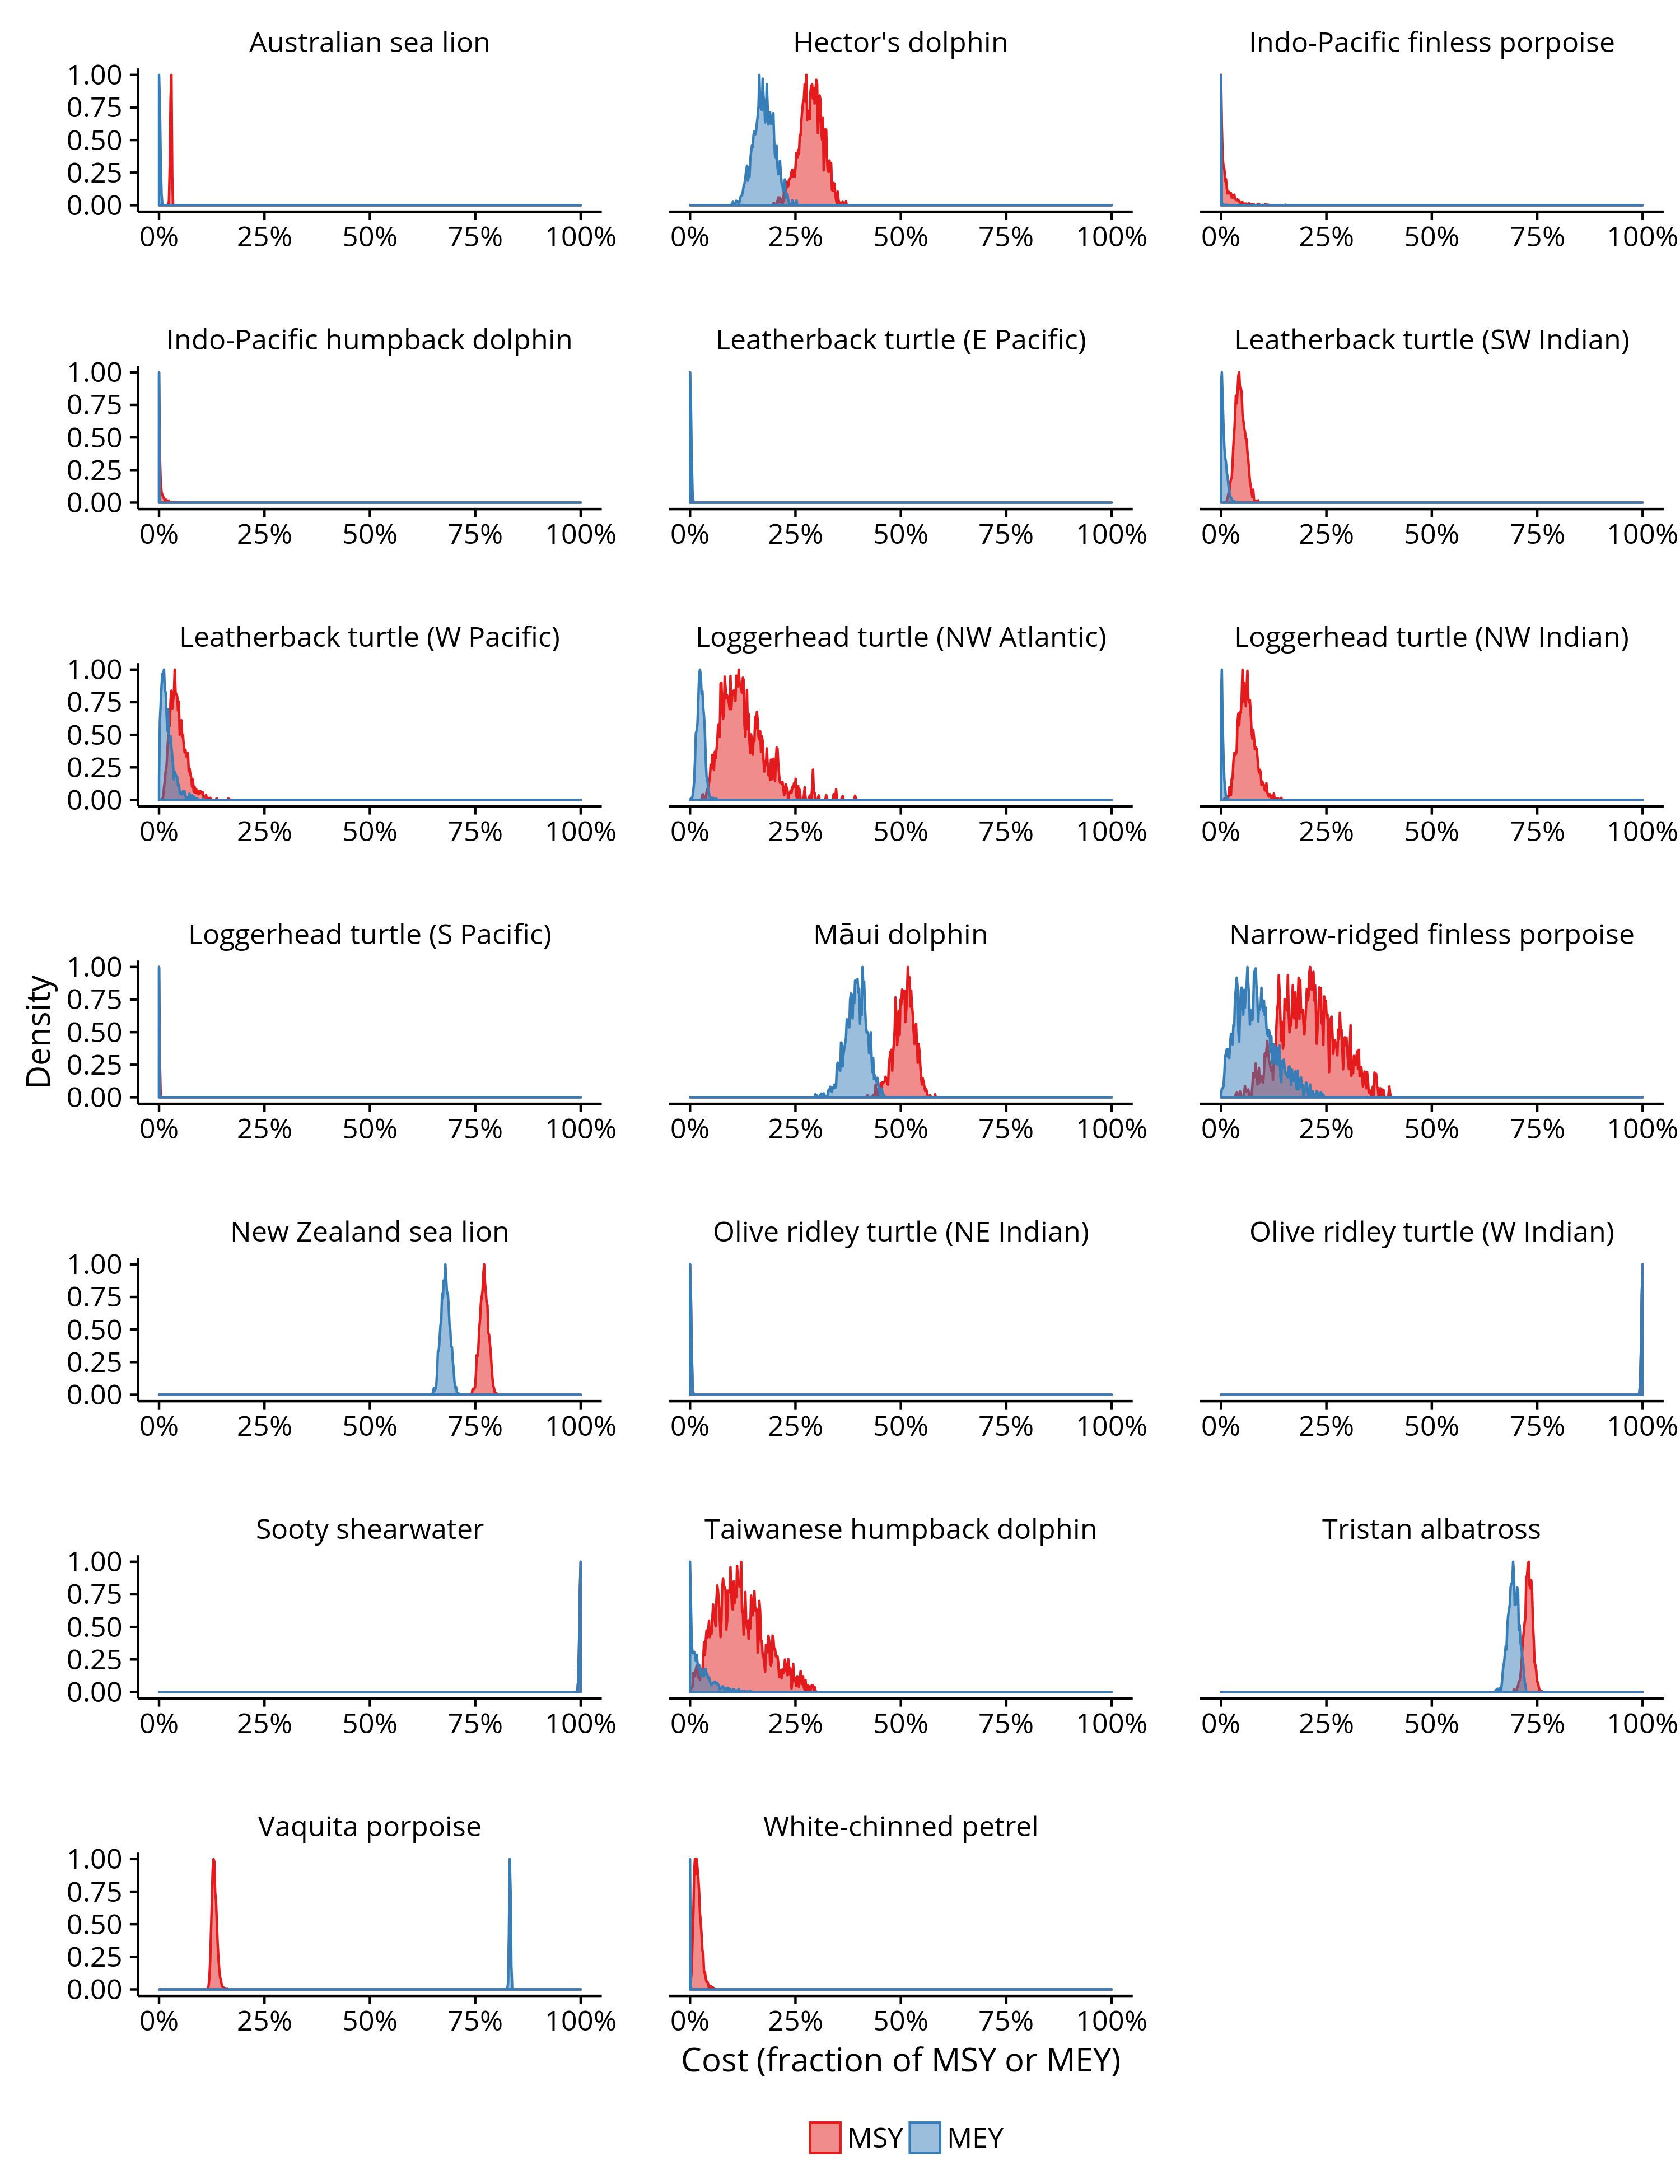 Australian sea lion
Hector's dolphin
Indo-Pacific finless porpoise
1.00
0.75
0.50
0.25
0.00
0% 25% 50% 75% 100%
0% 25% 50% 75% 100%
0% 25% 50% 75% 100%
Indo-Pacific humpback dolphin
Leatherback turtle (E Pacific)
Leatherback turtle (SW Indian)
1.00
0.75
0.50
0.25
0.00
0% 25% 50% 75% 100%
0% 25% 50% 75% 100%
0% 25% 50% 75% 100%
Leatherback turtle (W Pacific)
Loggerhead turtle (NW Atlantic)
Loggerhead turtle (NW Indian)
1.00
0.75
0.50
0.25
0.00
0% 25% 50% 75% 100%
0% 25% 50% 75% 100%
0% 25% 50% 75% 100%
Loggerhead turtle (S Pacific)
Māui dolphin
Narrow-ridged finless porpoise
Density
1.00
0.75
0.50
0.25
0.00
0% 25% 50% 75% 100%
0% 25% 50% 75% 100%
0% 25% 50% 75% 100%
New Zealand sea lion
Olive ridley turtle (NE Indian)
Olive ridley turtle (W Indian)
1.00
0.75
0.50
0.25
0.00
0% 25% 50% 75% 100%
0% 25% 50% 75% 100%
0% 25% 50% 75% 100%
Sooty shearwater
Taiwanese humpback dolphin
Tristan albatross
1.00
0.75
0.50
0.25
0.00
0% 25% 50% 75% 100%
0% 25% 50% 75% 100%
0% 25% 50% 75% 100%
Vaquita porpoise
White-chinned petrel
1.00
0.75
0.50
0.25
0.00
0% 25% 50% 75% 100%
0% 25% 50% 75% 100%
Cost (fraction of MSY or MEY)
MSY MEY